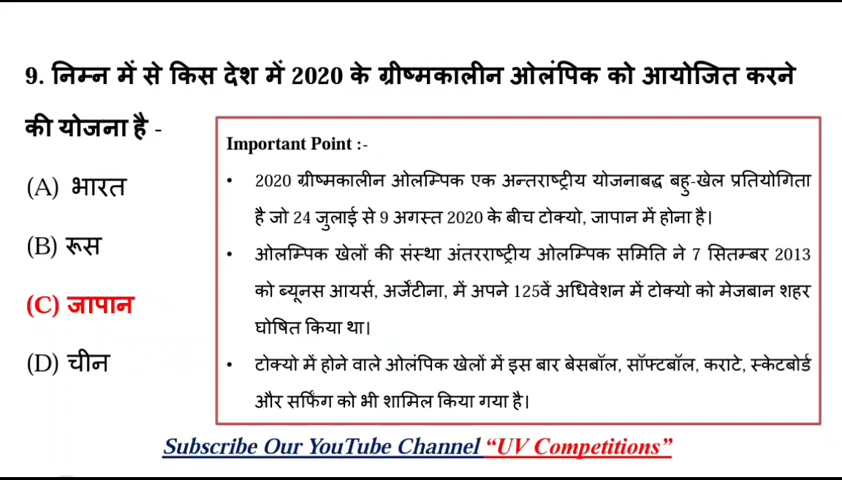 9. निम्न में से किस देश में 2020 के ग्रीष्मकालीन ओलंपिक को आयोजित करने
की योजना है -
(A) भारत
(B) रूस
(C) जापान
(D) चीन
Important Point :-
• 2020 ग्रीष्मकालीन ओलम्पिक एक अन्तराष्ट्रीय योजनाबद्ध बहु-खेल प्रतियोगिता
है जो 24 जुलाई से 9 अगस्त 2020 के बीच टोक्यो, जापान में होना है।
• ओलम्पिक खेलों की संस्था अंतरराष्ट्रीय ओलम्पिक समिति ने 7 सितम्बर 2013
को ब्यूनस आयर्स, अर्जेंटीना, में अपने 125वें अधिवेशन में टोक्यो को मेजबान शहर
घोषित किया था।
• टोक्यो में होने वाले ओलंपिक खेलों में इस बार बेसबॉल, सॉफ्टबॉल, कराटे, स्केटबोर्ड
और सर्फिंग को भी शामिल किया गया है।
Subscribe Our YouTube Channel “UV Competitions”